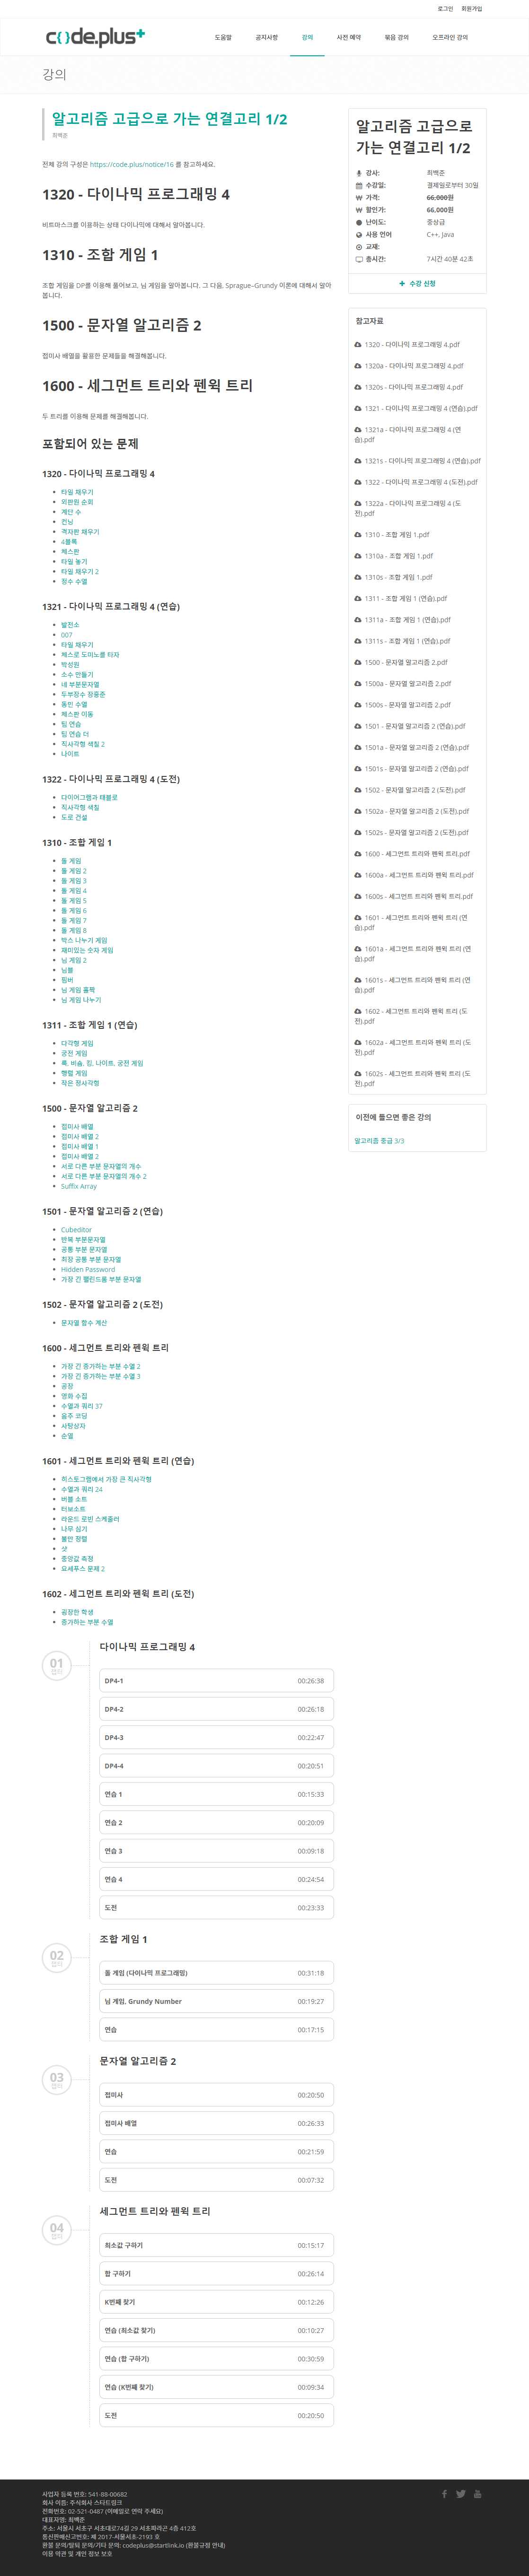 로그인 회원가입
code.plus+
도움말 공지사항 강의 사전 예약 묶음 강의 오프라인 강의
강의
알고리즘 고급으로 가는 연결고리 1/2
최백준
전체 강의 구성은 https://code.plus/notice/16 를 참고하세요.
1320 - 다이나믹 프로그래밍 4
비트마스크를 이용하는 상태 다이나믹에 대해서 알아봅니다.
1310 - 조합 게임 1
조합 게임을 DP를 이용해 풀어보고, 님 게임을 알아봅니다. 그 다음, Sprague–Grundy 이론에 대해서 알아
봅니다.
1500 - 문자열 알고리즘 2
접미사 배열을 활용한 문제들을 해결해봅니다.
1600 - 세그먼트 트리와 펜윅 트리
두 트리를 이용해 문제를 해결해봅니다.
포함되어 있는 문제
1320 - 다이나믹 프로그래밍 4
타일 채우기
외판원 순회
계단 수
컨닝
격자판 채우기
4블록
체스판
타일 놓기
타일 채우기 2
정수 수열
1321 - 다이나믹 프로그래밍 4 (연습)
발전소
007
타일 채우기
체스로 도미노를 타자
박성원
소수 만들기
네 부분문자열
두부장수 장홍준
동민 수열
체스판 이동
팀 연습
팀 연습 더
직사각형 색칠 2
나이트
1322 - 다이나믹 프로그래밍 4 (도전)
다이어그램과 태블로
직사각형 색칠
도로 건설
1310 - 조합 게임 1
돌 게임
돌 게임 2
돌 게임 3
돌 게임 4
돌 게임 5
돌 게임 6
돌 게임 7
돌 게임 8
박스 나누기 게임
재미있는 숫자 게임
님 게임 2
님블
핌버
님 게임 홀짝
님 게임 나누기
1311 - 조합 게임 1 (연습)
다각형 게임
궁전 게임
룩, 비숍, 킹, 나이트, 궁전 게임
행렬 게임
작은 정사각형
1500 - 문자열 알고리즘 2
접미사 배열
접미사 배열 2
접미사 배열 1
접미사 배열 2
서로 다른 부분 문자열의 개수
서로 다른 부분 문자열의 개수 2
Suffix Array
1501 - 문자열 알고리즘 2 (연습)
Cubeditor
반복 부분문자열
공통 부분 문자열
최장 공통 부분 문자열
Hidden Password
가장 긴 팰린드롬 부분 문자열
1502 - 문자열 알고리즘 2 (도전)
문자열 함수 계산
1600 - 세그먼트 트리와 펜윅 트리
가장 긴 증가하는 부분 수열 2
가장 긴 증가하는 부분 수열 3
공장
영화 수집
수열과 쿼리 37
음주 코딩
사탕상자
순열
1601 - 세그먼트 트리와 펜윅 트리 (연습)
히스토그램에서 가장 큰 직사각형
수열과 쿼리 24
버블 소트
터보소트
라운드 로빈 스케줄러
나무 심기
불안 정렬
샷
중앙값 측정
요세푸스 문제 2
1602 - 세그먼트 트리와 펜윅 트리 (도전)
굉장한 학생
증가하는 부분 수열
01
챕터
다이나믹 프로그래밍 4
DP4-1 00:26:38
DP4-2 00:26:18
DP4-3 00:22:47
DP4-4 00:20:51
연습 1 00:15:33
연습 2 00:20:09
연습 3 00:09:18
연습 4 00:24:54
도전 00:23:33
02
챕터
조합 게임 1
돌 게임 (다이나믹 프로그래밍) 00:31:18
님 게임, Grundy Number 00:19:27
연습 00:17:15
03
챕터
문자열 알고리즘 2
접미사 00:20:50
접미사 배열 00:26:33
연습 00:21:59
도전 00:07:32
04
챕터
세그먼트 트리와 펜윅 트리
최소값 구하기 00:15:17
합 구하기 00:26:14
K번째 찾기 00:12:26
연습 (최소값 찾기) 00:10:27
연습 (합 구하기) 00:30:59
연습 (K번째 찾기) 00:09:34
도전 00:20:50
알고리즘 고급으로
가는 연결고리 1/2
강사: 최백준
수강일: 결제일로부터 30일
₩ 가격: 66,000원
₩ 할인가: 66,000원
난이도: 중상급
사용 언어 C++, Java
교재:
총시간: 7시간 40분 42초
+ 수강 신청
참고자료
1320 - 다이나믹 프로그래밍 4.pdf
1320a - 다이나믹 프로그래밍 4.pdf
1320s - 다이나믹 프로그래밍 4.pdf
1321 - 다이나믹 프로그래밍 4 (연습).pdf
1321a - 다이나믹 프로그래밍 4 (연
습).pdf
1321s - 다이나믹 프로그래밍 4 (연습).pdf
1322 - 다이나믹 프로그래밍 4 (도전).pdf
1322a - 다이나믹 프로그래밍 4 (도
전).pdf
1310 - 조합 게임 1.pdf
1310a - 조합 게임 1.pdf
1310s - 조합 게임 1.pdf
1311 - 조합 게임 1 (연습).pdf
1311a - 조합 게임 1 (연습).pdf
1311s - 조합 게임 1 (연습).pdf
1500 - 문자열 알고리즘 2.pdf
1500a - 문자열 알고리즘 2.pdf
1500s - 문자열 알고리즘 2.pdf
1501 - 문자열 알고리즘 2 (연습).pdf
1501a - 문자열 알고리즘 2 (연습).pdf
1501s - 문자열 알고리즘 2 (연습).pdf
1502 - 문자열 알고리즘 2 (도전).pdf
1502a - 문자열 알고리즘 2 (도전).pdf
1502s - 문자열 알고리즘 2 (도전).pdf
1600 - 세그먼트 트리와 펜윅 트리.pdf
1600a - 세그먼트 트리와 펜윅 트리.pdf
1600s - 세그먼트 트리와 펜윅 트리.pdf
1601 - 세그먼트 트리와 펜윅 트리 (연
습).pdf
1601a - 세그먼트 트리와 펜윅 트리 (연
습).pdf
1601s - 세그먼트 트리와 펜윅 트리 (연
습).pdf
1602 - 세그먼트 트리와 펜윅 트리 (도
전).pdf
1602a - 세그먼트 트리와 펜윅 트리 (도
전).pdf
1602s - 세그먼트 트리와 펜윅 트리 (도
전).pdf
이전에 들으면 좋은 강의
알고리즘 중급 3/3
사업자 등록 번호: 541-88-00682
회사 이름: 주식회사 스타트링크
전화번호: 02-521-0487 (이메일로 연락 주세요)
대표자명: 최백준
주소: 서울시 서초구 서초대로74길 29 서초파라곤 4층 412호
통신판매신고번호: 제 2017-서울서초-2193 호
환불 문의/탈퇴 문의/기타 문의: codeplus@startlink.io (환불규정 안내)
이용 약관 및 개인 정보 보호